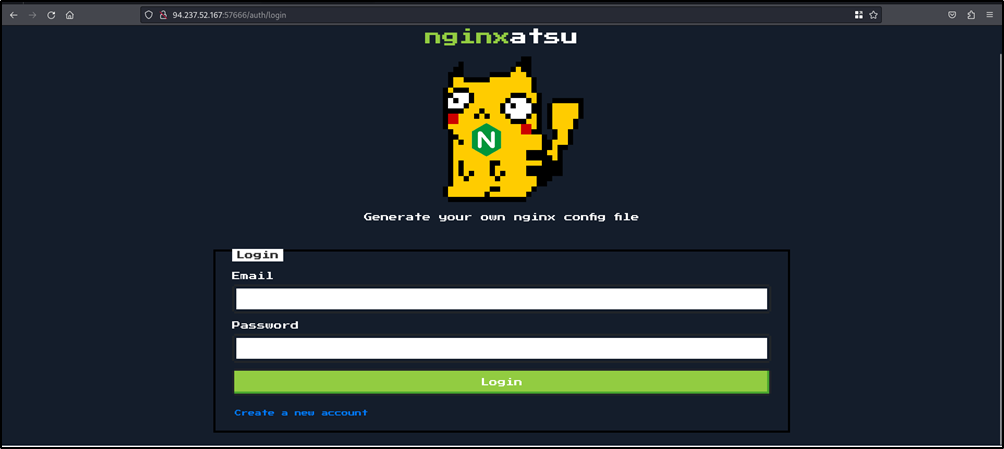 94.237.52.167:57666/auth/login
nginxatsu
N
Generate your own nginx config file
Login
Email
Password
Login
Create a new account